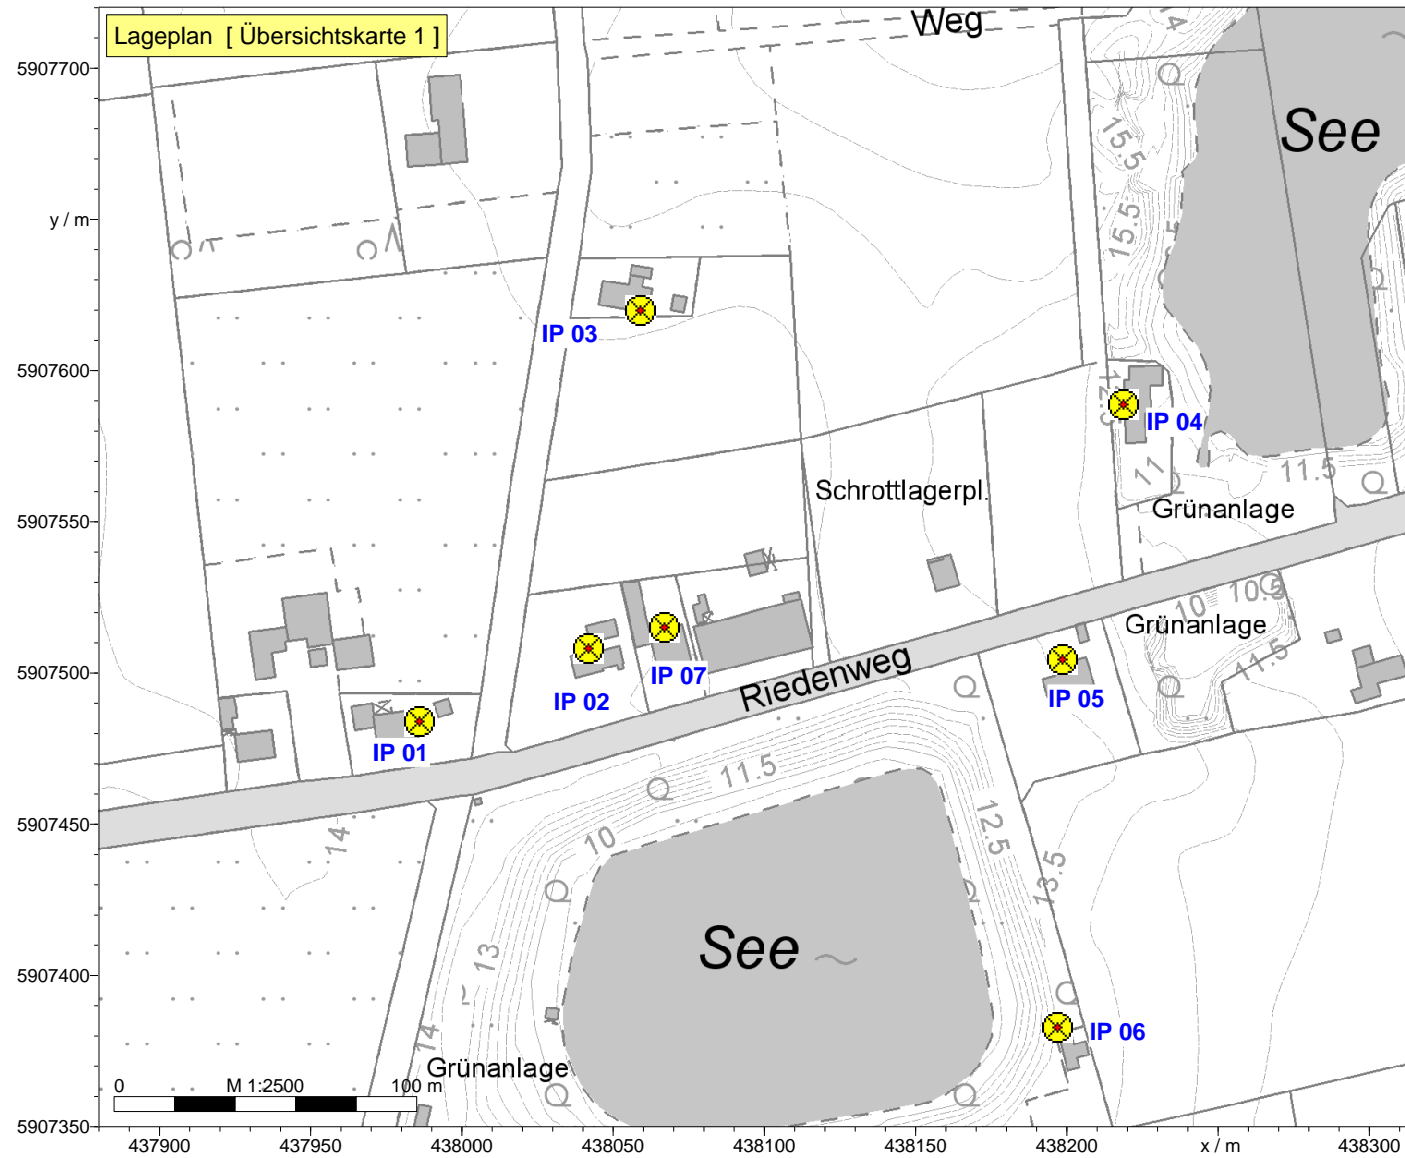 Lageplan [ Übersichtskarte 1 ]
Weg
14
5907700
See
15.5
15.5
y / m
IP 03
5907600
12.5
IP 04
11
11.5
Schrottlagerpl.
Grünanlage
5907550
10
10.5
Grünanlage
11.5
5907500
Riedenweg
IP 07
IP 02
IP 05
IP 01
11.5
5907450
14
10
12.5
13.5
See
13
5907400
14
IP 06
Grünanlage
0 M 1:2500 100 m
5907350
437900 437950 438000 438050 438100 438150 438200 x / m 438300